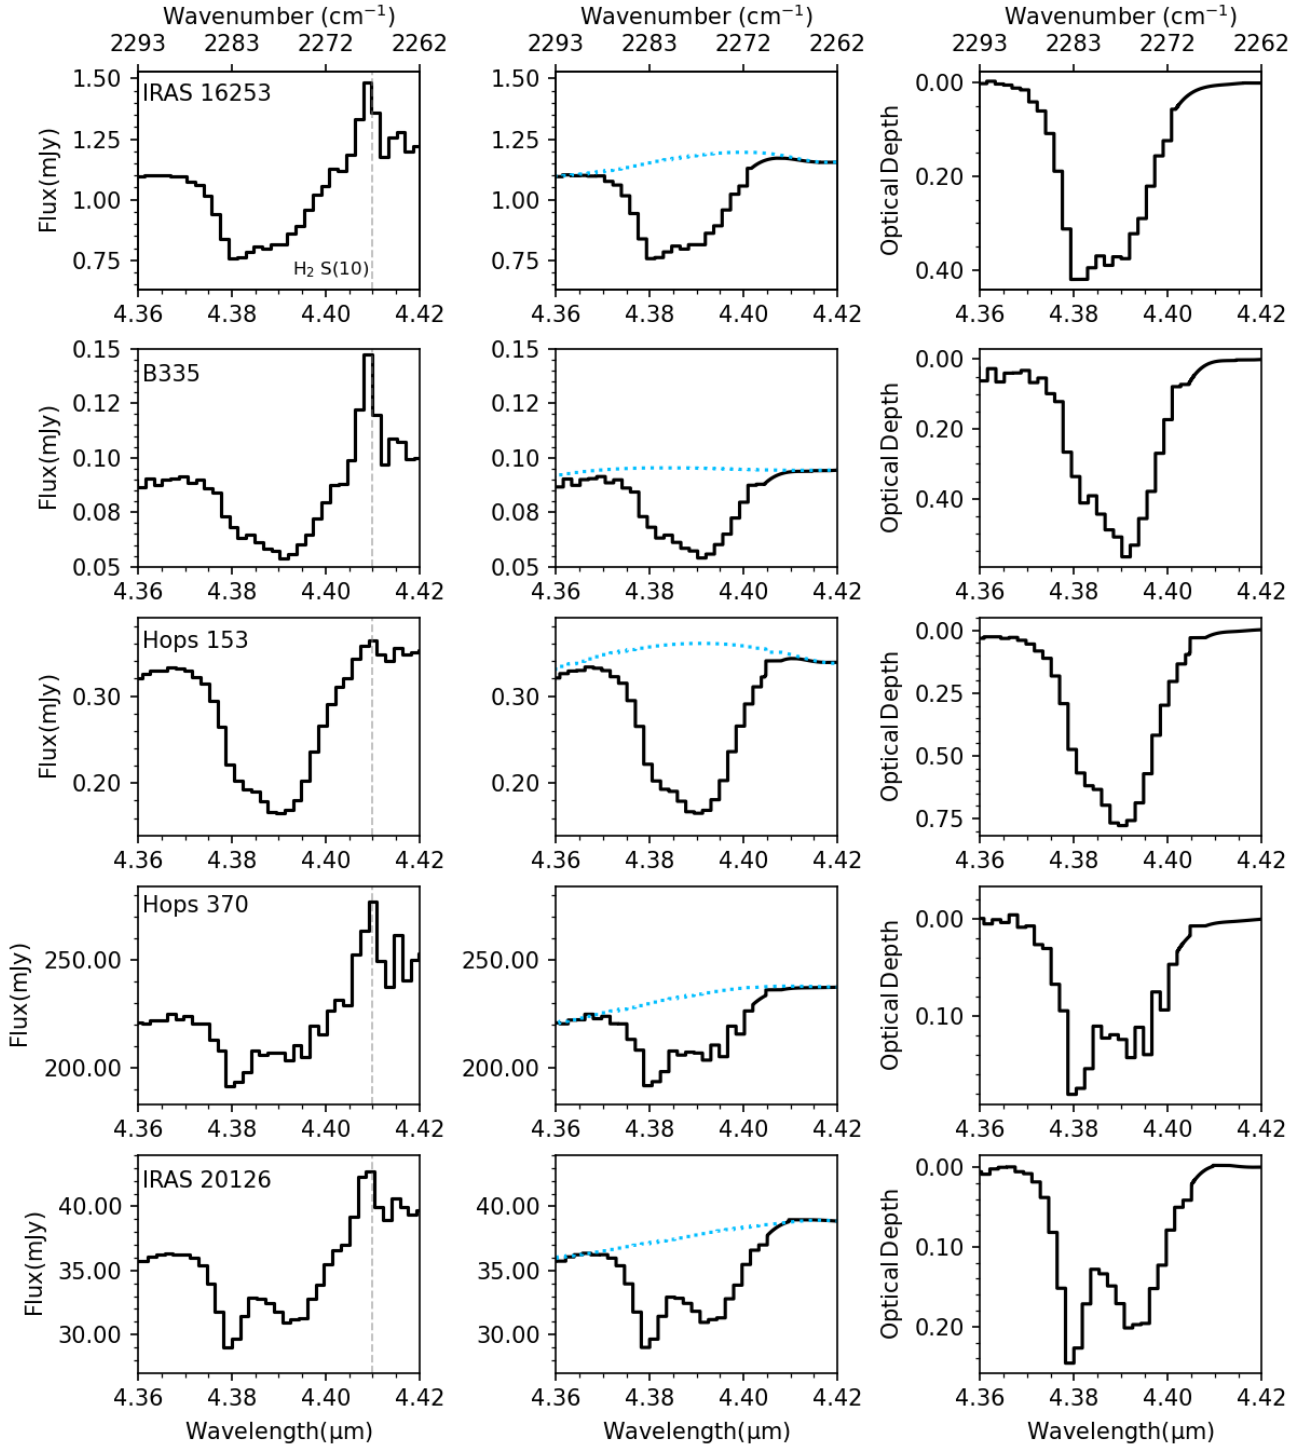 Wavenumber (cm⁻¹) Wavenumber (cm⁻¹) Wavenumber (cm⁻¹)
2293 2283 2272 2262 2293 2283 2272 2262 2293 2283 2272 2262
IRAS 16253
Flux(mJy)
1.50
1.25
1.00
0.75
H₂ S(10)
4.36 4.38 4.40 4.42
1.50
1.25
1.00
0.75
4.36 4.38 4.40 4.42
Optical Depth
0.00
0.20
0.40
4.36 4.38 4.40 4.42
B335
Flux(mJy)
0.15
0.12
0.10
0.08
0.05
4.36 4.38 4.40 4.42
0.15
0.12
0.10
0.08
0.05
4.36 4.38 4.40 4.42
Optical Depth
0.00
0.20
0.40
4.36 4.38 4.40 4.42
Hops 153
Flux(mJy)
0.30
0.20
4.36 4.38 4.40 4.42
0.30
0.20
4.36 4.38 4.40 4.42
Optical Depth
0.00
0.25
0.50
0.75
4.36 4.38 4.40 4.42
Hops 370
Flux(mJy)
250.00
200.00
4.36 4.38 4.40 4.42
250.00
200.00
4.36 4.38 4.40 4.42
Optical Depth
0.00
0.10
4.36 4.38 4.40 4.42
IRAS 20126
Flux(mJy)
40.00
35.00
30.00
4.36 4.38 4.40 4.42
40.00
35.00
30.00
4.36 4.38 4.40 4.42
Optical Depth
0.00
0.10
0.20
4.36 4.38 4.40 4.42
Wavelength(μm) Wavelength(μm) Wavelength(μm)